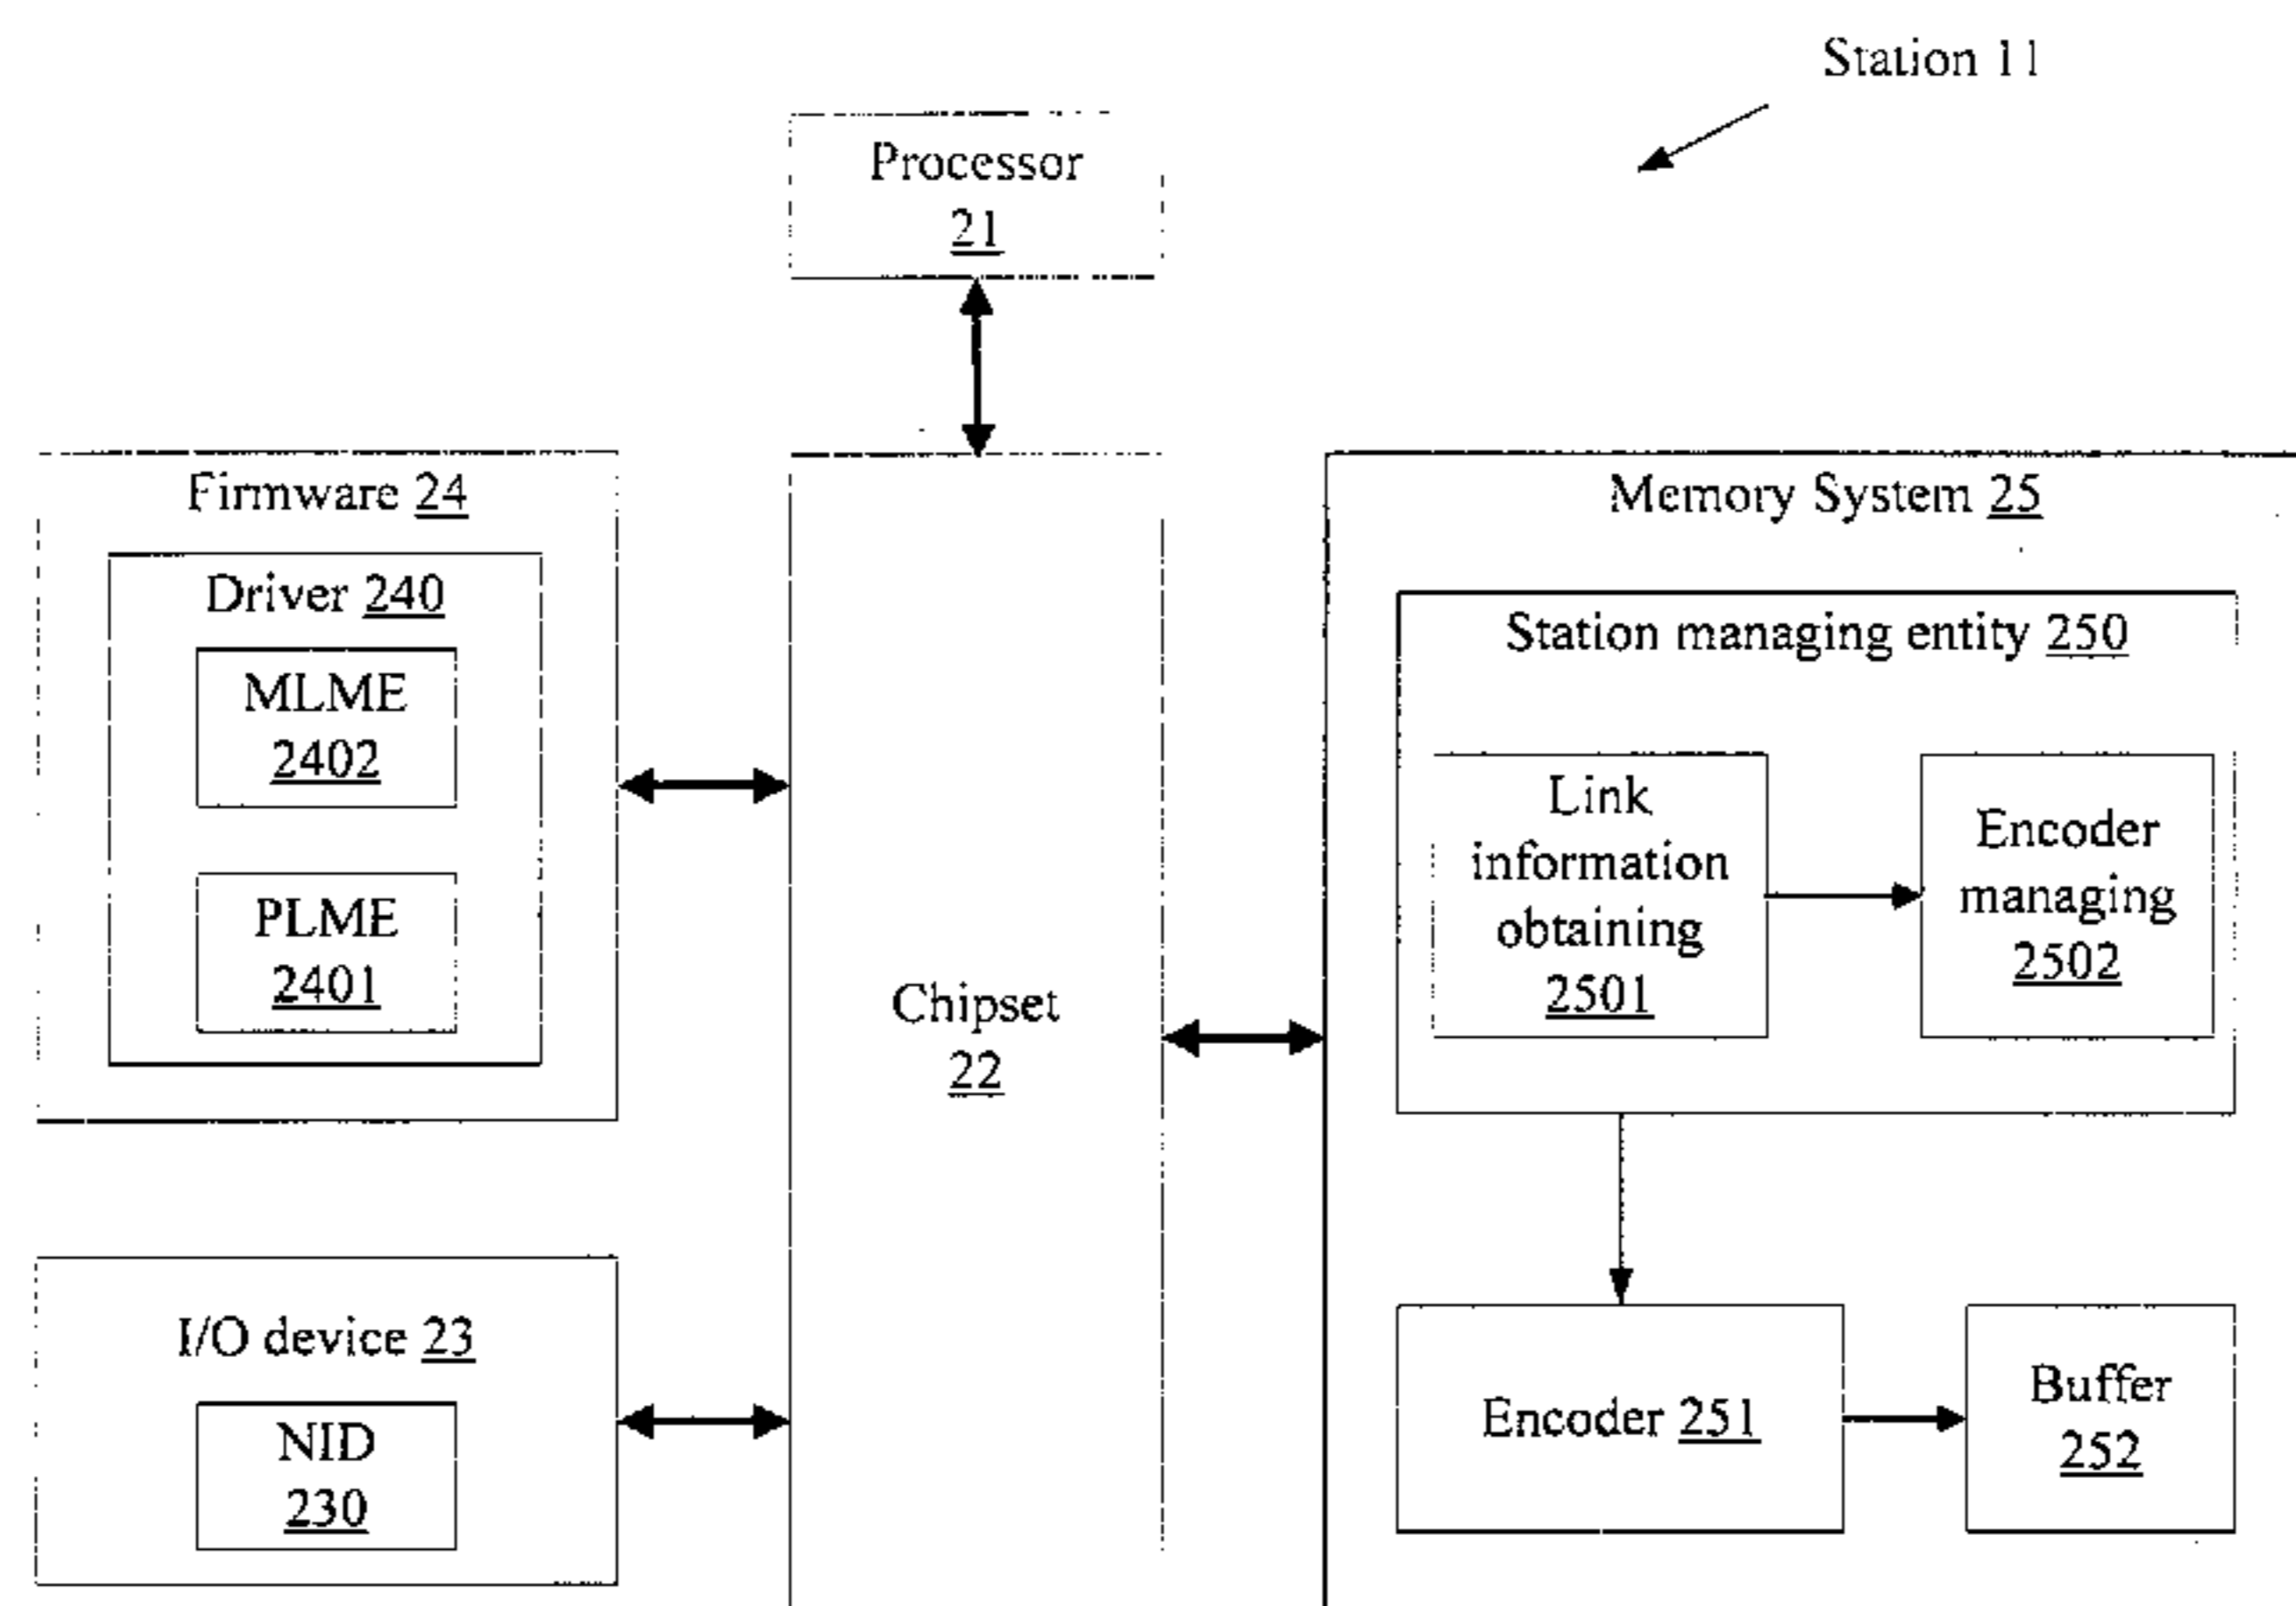 Station 11
Processor
21
Firmware 24
Driver 240
MLME
2402
PLME
2401
I/O device 23
NID
230
Chipset
22
Memory System 25
Station managing entity 250
Link
information
obtaining
2501
Encoder
managing
2502
Encoder 251
Buffer
252